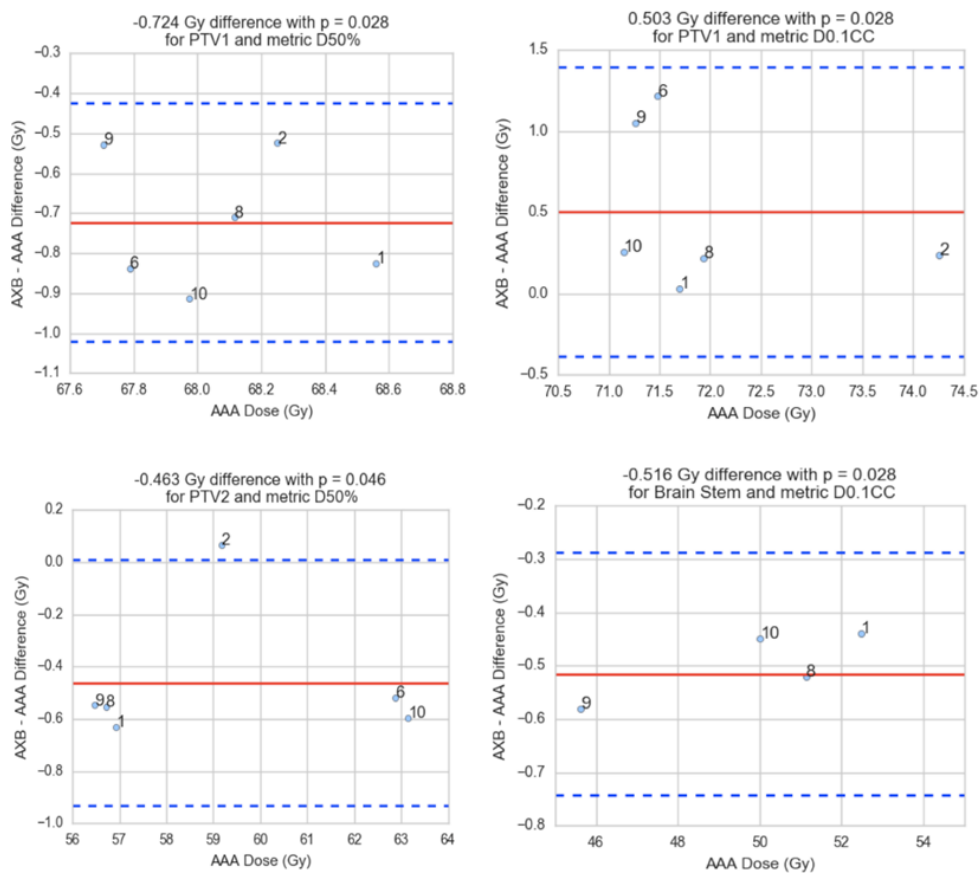 -0.724 Gy difference with p = 0.028
for PTV1 and metric D50%
AXB - AAA Difference (Gy)
−0.3
−0.4
−0.5
−0.6
−0.7
−0.8
−0.9
−1.0
−1.1
9
2
8
6
1
10
67.6 67.8 68.0 68.2 68.4 68.6 68.8
AAA Dose (Gy)
0.503 Gy difference with p = 0.028
for PTV1 and metric D0.1CC
AXB - AAA Difference (Gy)
1.5
1.0
0.5
0.0
−0.5
6
9
10
8
2
1
70.5 71.0 71.5 72.0 72.5 73.0 73.5 74.0 74.5
AAA Dose (Gy)
-0.463 Gy difference with p = 0.046
for PTV2 and metric D50%
AXB - AAA Difference (Gy)
0.2
0.0
−0.2
−0.4
−0.6
−0.8
−1.0
2
9 8
6
1
10
56 57 58 59 60 61 62 63 64
AAA Dose (Gy)
-0.516 Gy difference with p = 0.028
for Brain Stem and metric D0.1CC
AXB - AAA Difference (Gy)
−0.2
−0.3
−0.4
−0.5
−0.6
−0.7
−0.8
10
1
8
9
46 48 50 52 54
AAA Dose (Gy)